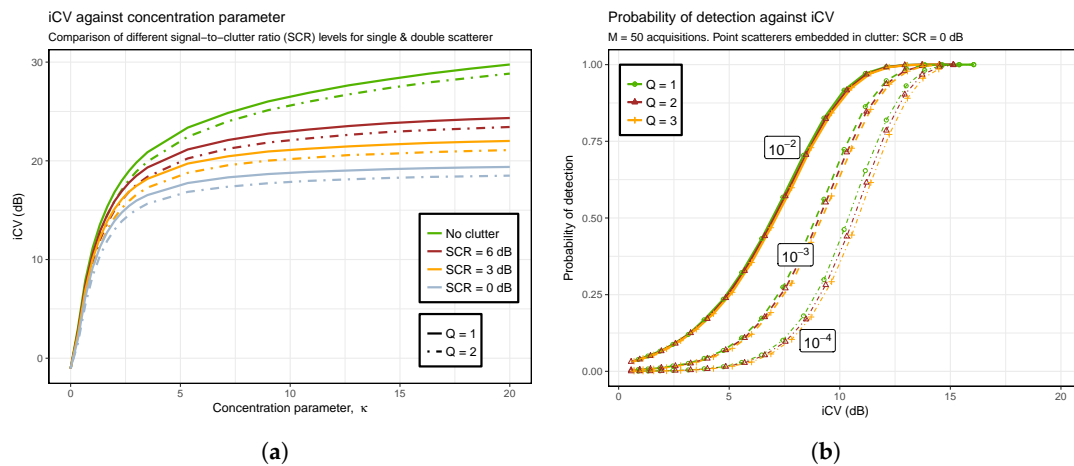 iCV against concentration parameter
Comparison of different signal−to−clutter ratio (SCR) levels for single & double scatterer
30
20
10
0
iCV (dB)
No clutter
SCR = 6 dB
SCR = 3 dB
SCR = 0 dB
Q = 1
Q = 2
0 5 10 15 20
Concentration parameter, κ
(a)
Probability of detection against iCV
M = 50 acquisitions. Point scatterers embedded in clutter: SCR = 0 dB
1.00
0.75
0.50
0.25
0.00
Probability of detection
Q = 1
Q = 2
Q = 3
10⁻²
10⁻³
10⁻⁴
0 5 10 15 20
iCV (dB)
(b)